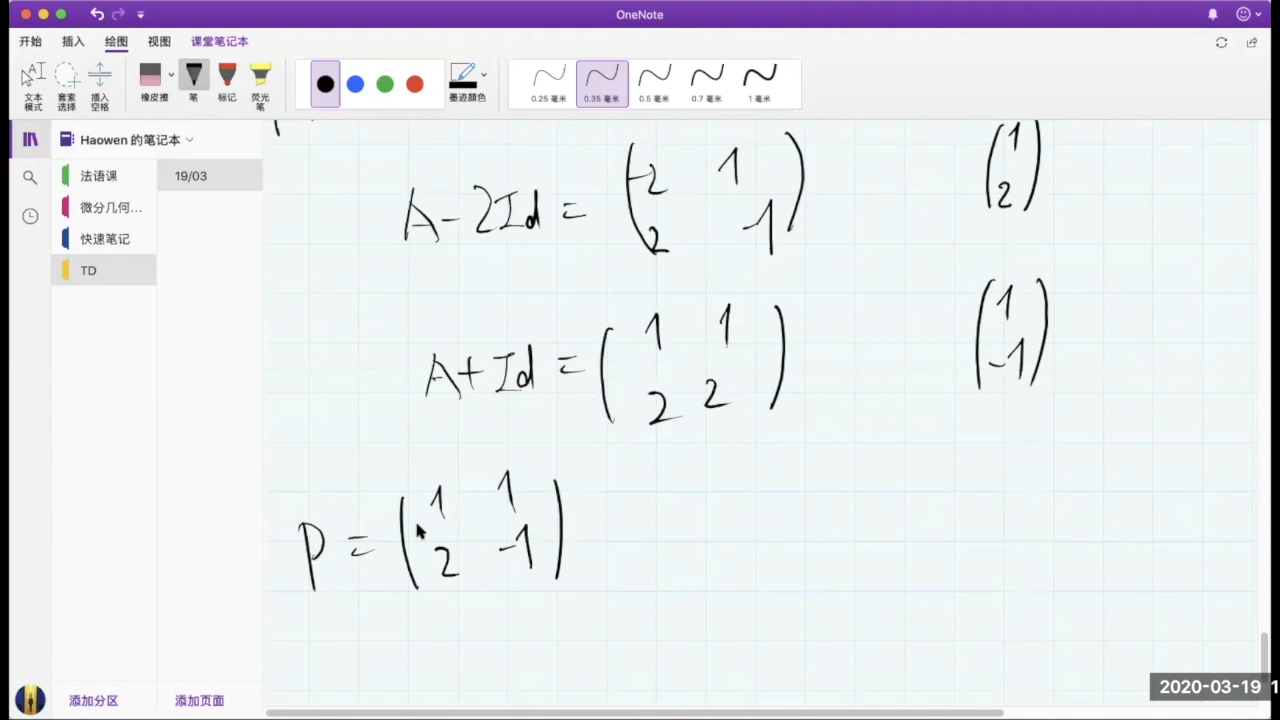 OneNote
开始 插入 绘图 视图 课堂笔记本
文本模式 套索选择 插入空格 橡皮擦 笔 标记 荧光笔 墨迹颜色 0.25 毫米 0.35 毫米 0.5 毫米 0.7 毫米 1 毫米
Haowen 的笔记本
法语课
微分几何...
快速笔记
TD
19/03
A-2Id = (-2 1
2 -1)
(1
2)
A+Id = (1 1
2 2)
(1
-1)
P = (1 1
2 -1)
添加分区 添加页面
2020-03-19 1